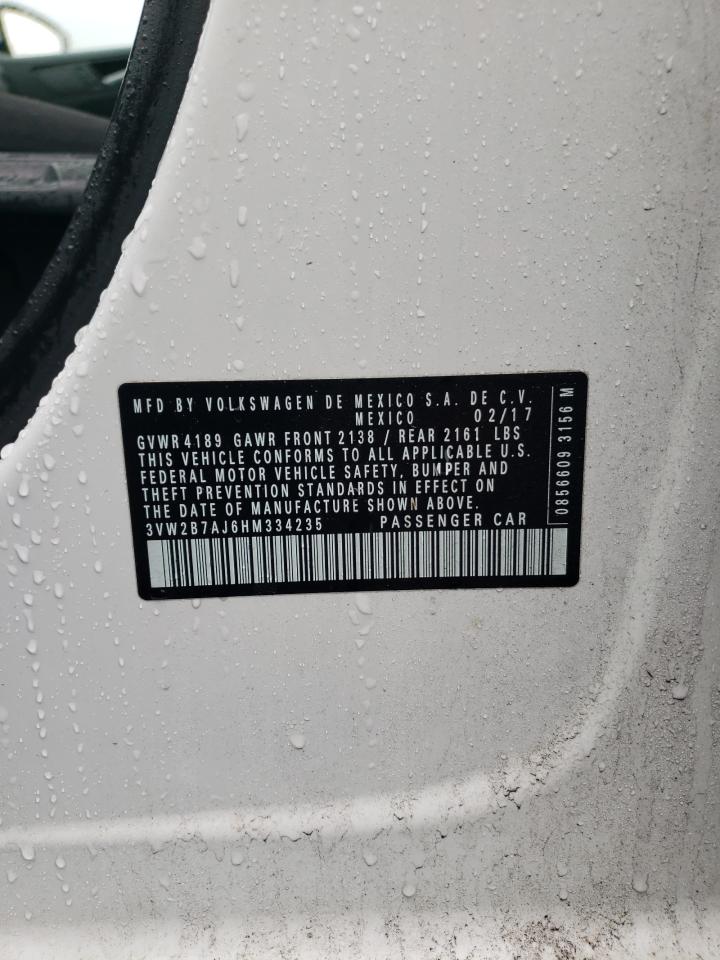 MFD BY VOLKSWAGEN DE MEXICO S.A. DE C.V.
MEXICO 02/17
GVWR 4189 GAWR FRONT 2138 / REAR 2161 LBS
THIS VEHICLE CONFORMS TO ALL APPLICABLE U.S.
FEDERAL MOTOR VEHICLE SAFETY, BUMPER AND
THEFT PREVENTION STANDARDS IN EFFECT ON
THE DATE OF MANUFACTURE SHOWN ABOVE.
3VW2B7AJ6HM334235 PASSENGER CAR
0856609 3156 M